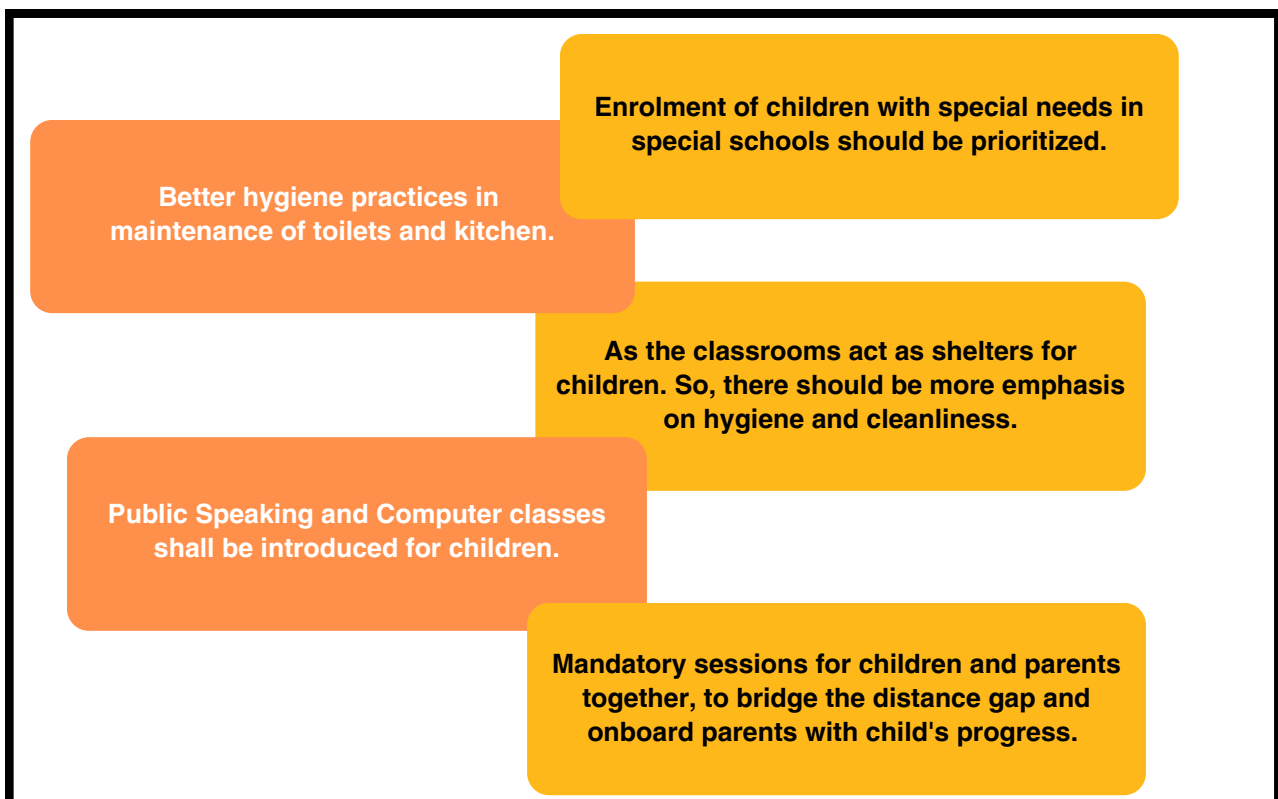 Enrolment of children with special needs in
special schools should be prioritized.
Better hygiene practices in
maintenance of toilets and kitchen.
As the classrooms act as shelters for
children. So, there should be more emphasis
on hygiene and cleanliness.
Public Speaking and Computer classes
shall be introduced for children.
Mandatory sessions for children and parents
together, to bridge the distance gap and
onboard parents with child's progress.